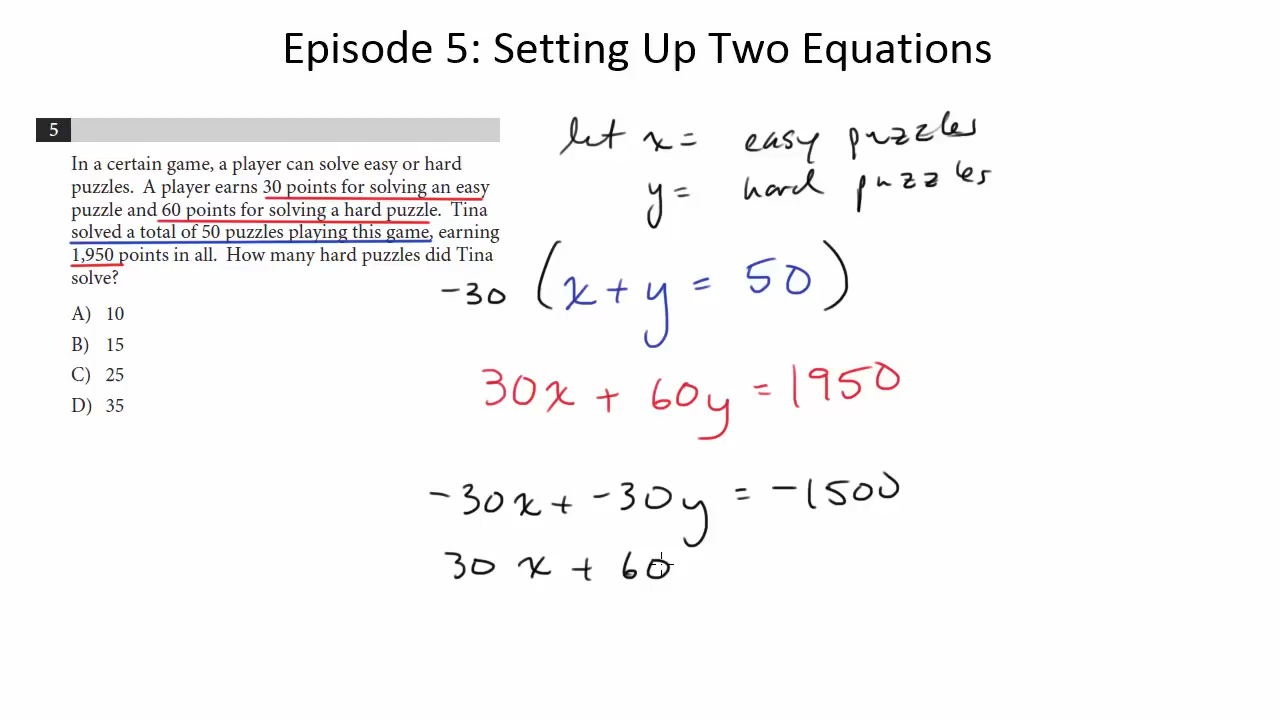 Episode 5: Setting Up Two Equations
5
In a certain game, a player can solve easy or hard
puzzles. A player earns 30 points for solving an easy
puzzle and 60 points for solving a hard puzzle. Tina
solved a total of 50 puzzles playing this game, earning
1,950 points in all. How many hard puzzles did Tina
solve?
A) 10
B) 15
C) 25
D) 35
let x = easy puzzles
y = hard puzzles
-30 (x + y = 50)
30x + 60y = 1950
-30x + -30y = -1500
30x + 60